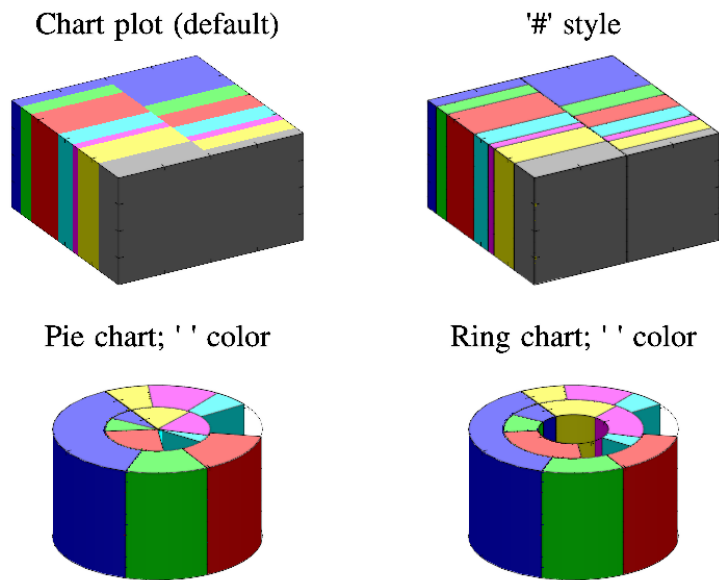 Chart plot (default)
'#' style
Pie chart; ' ' color
Ring chart; ' ' color